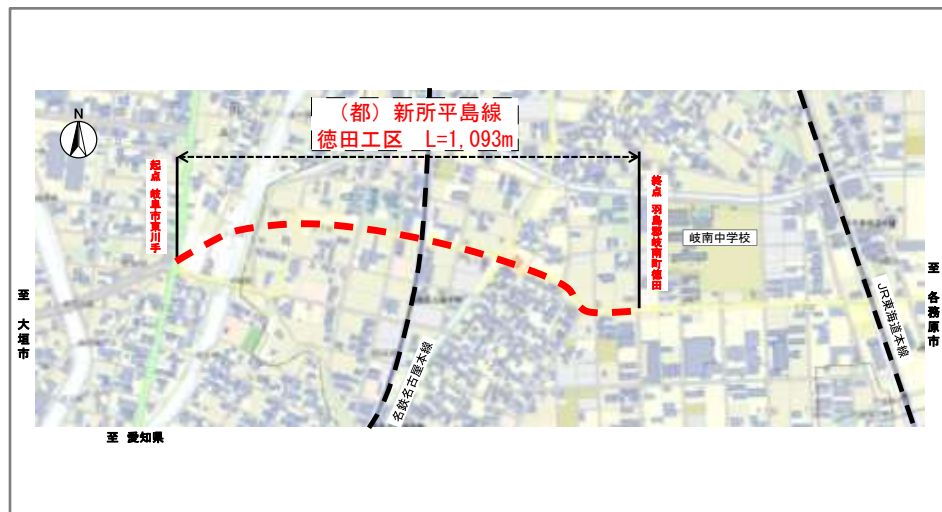 (都) 新所平島線
徳田工区 L=1,093m
N
起点 岐阜市東川手
終点 羽島郡岐南町徳田
岐南中学校
至 大垣市
至 各務原市
JR東海道本線
名鉄名古屋本線
至 愛知県